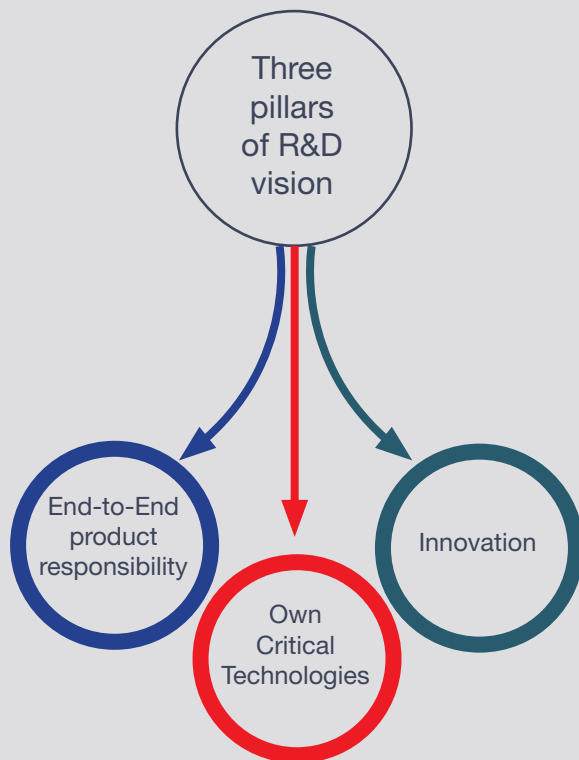 Three
pillars
of R&D
vision
End-to-End
product
responsibility
Own
Critical
Technologies
Innovation